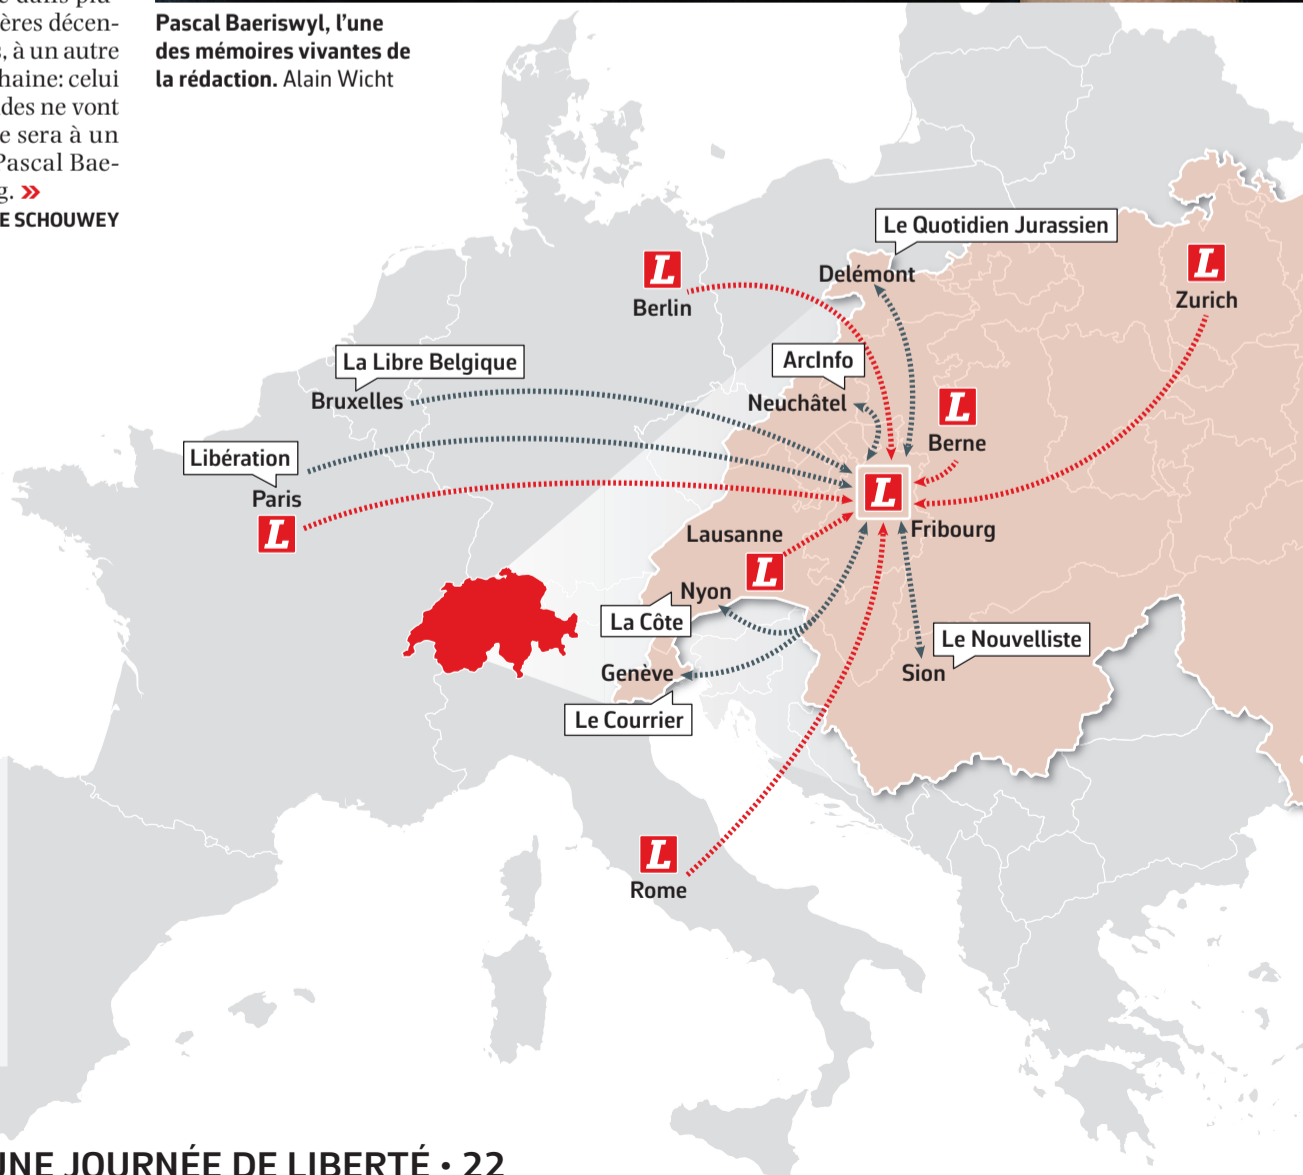 ères décen-
, à un autre
haine: celui
des ne vont
e sera à un
Pascal Bae-
g. »
E SCHOUWEY
Pascal Baeriswyl, l’une
des mémoires vivantes de
la rédaction. Alain Wicht
Le Quotidien Jurassien
Delémont
L
Berlin
L
Zurich
La Libre Belgique
Bruxelles
ArcInfo
Neuchâtel
L
Berne
Libération
Paris
L
L
Fribourg
Lausanne
L
Nyon
La Côte
Le Nouvelliste
Sion
Genève
Le Courrier
L
Rome
UNE JOURNÉE DE LIBERTÉ • 22